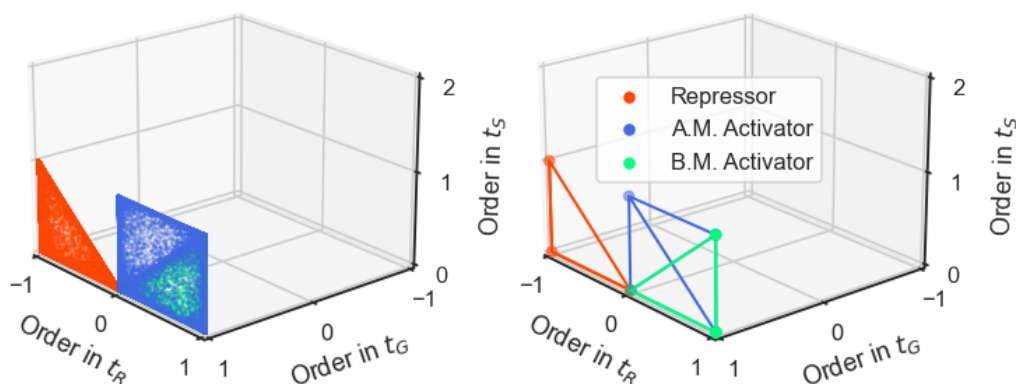 2
1
0
−1
−1
0
0
1
1
Order in t_R
Order in t_G
Order in t_S
Repressor
A.M. Activator
B.M. Activator
2
1
0
−1
−1
0
0
1
1
Order in t_R
Order in t_G
Order in t_S